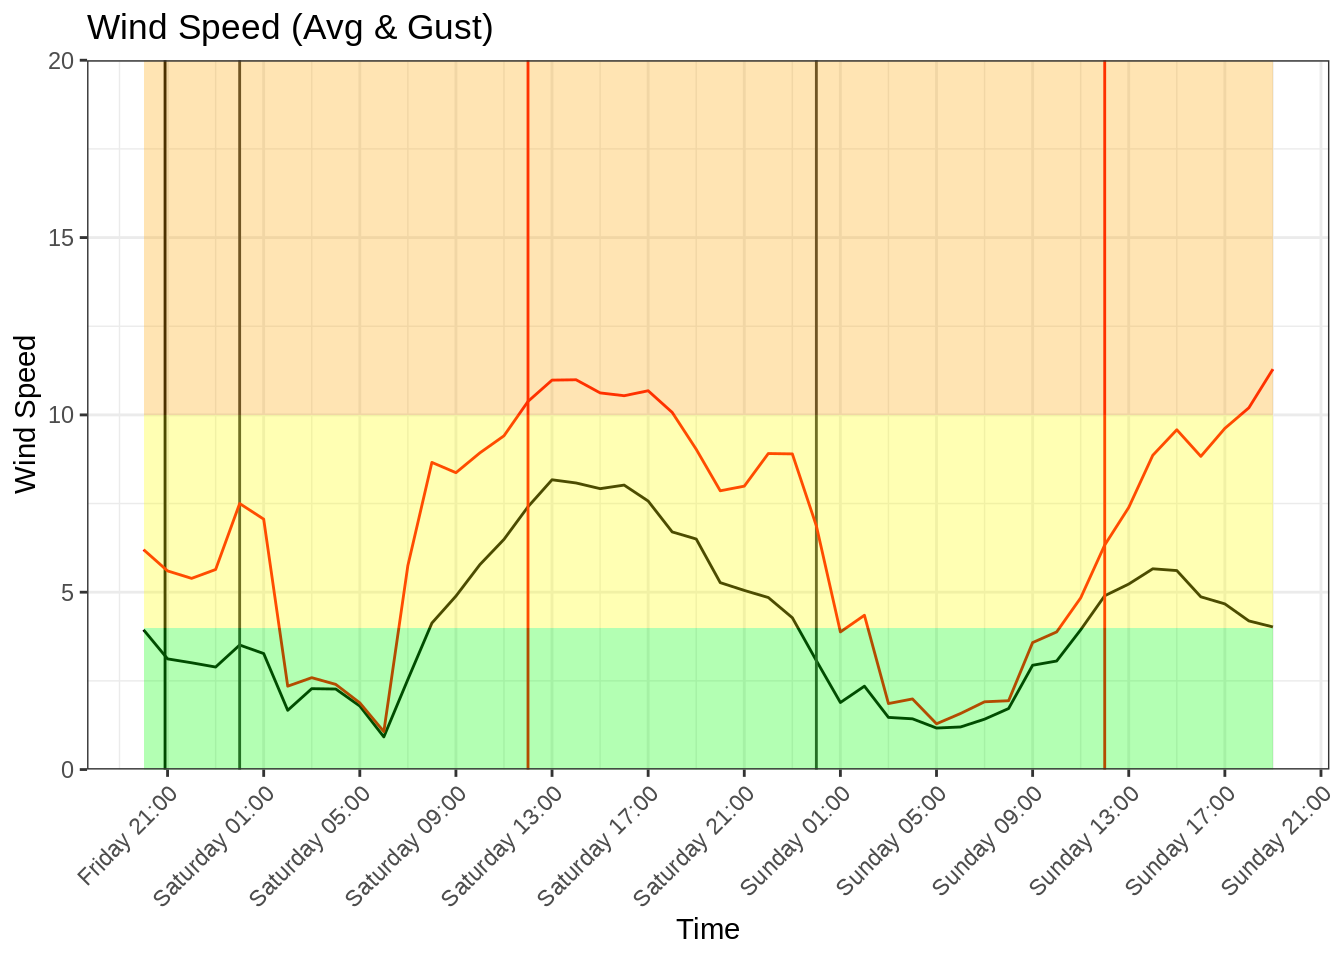 Wind Speed (Avg & Gust)
20
15
10
5
0
Wind Speed
Friday 21:00
Saturday 01:00
Saturday 05:00
Saturday 09:00
Saturday 13:00
Saturday 17:00
Saturday 21:00
Sunday 01:00
Sunday 05:00
Sunday 09:00
Sunday 13:00
Sunday 17:00
Sunday 21:00
Time